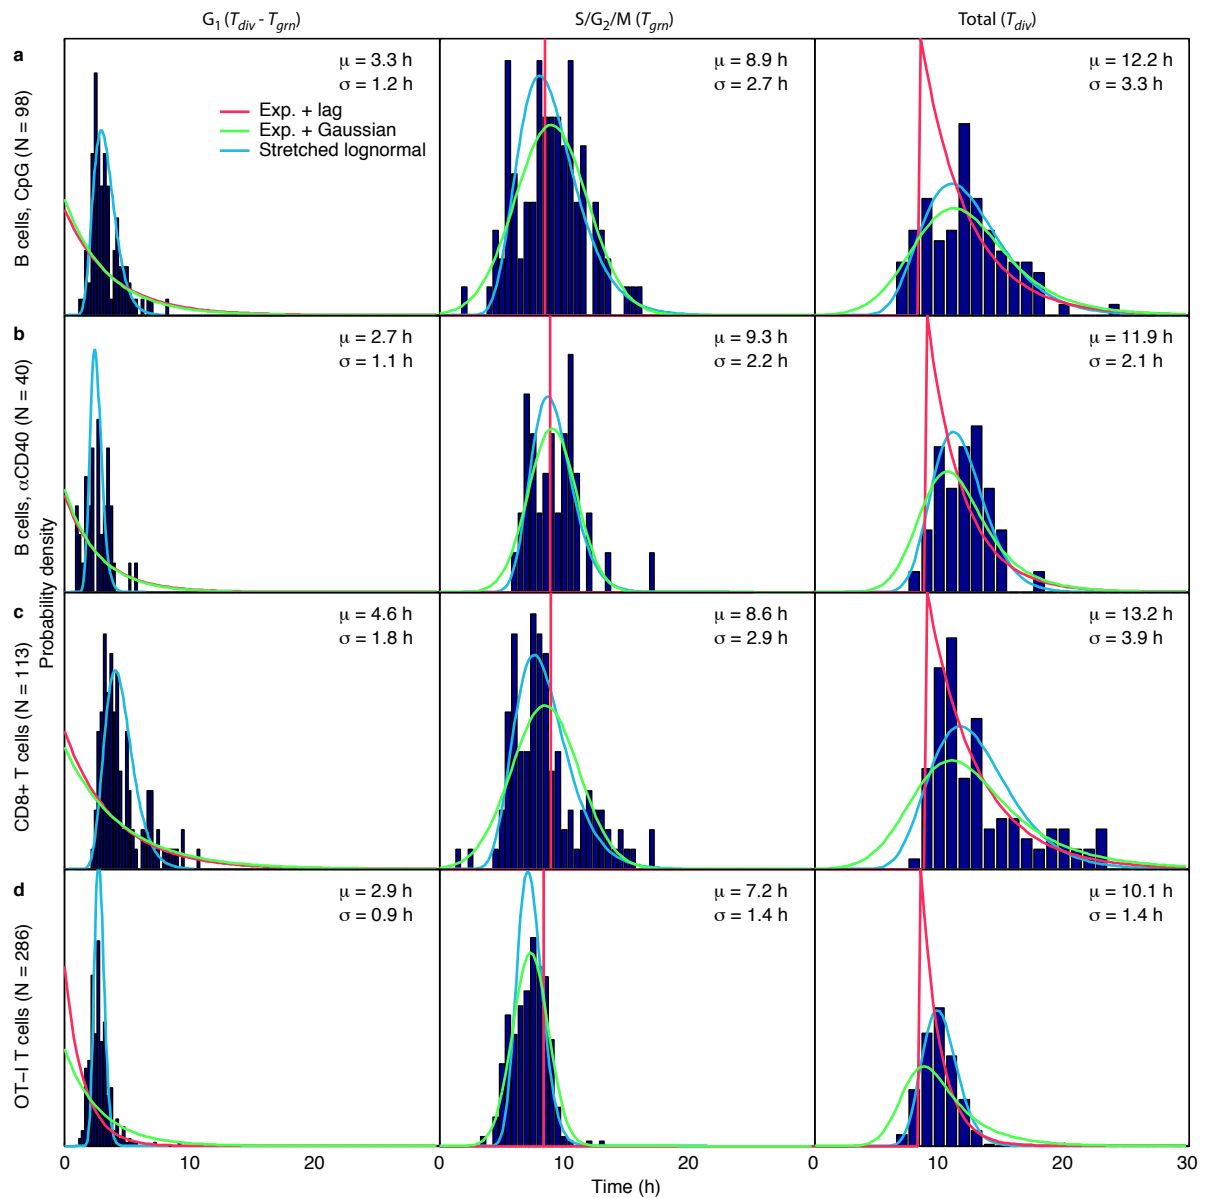 G₁ (T_div - T_grn)
S/G₂/M (T_grn)
Total (T_div)
a
B cells, CpG (N = 98)
μ = 3.3 h
σ = 1.2 h
Exp. + lag
Exp. + Gaussian
Stretched lognormal
μ = 8.9 h
σ = 2.7 h
μ = 12.2 h
σ = 3.3 h
b
B cells, αCD40 (N = 40)
μ = 2.7 h
σ = 1.1 h
μ = 9.3 h
σ = 2.2 h
μ = 11.9 h
σ = 2.1 h
Probability density
c
CD8+ T cells (N = 113)
μ = 4.6 h
σ = 1.8 h
μ = 8.6 h
σ = 2.9 h
μ = 13.2 h
σ = 3.9 h
d
OT–I T cells (N = 286)
μ = 2.9 h
σ = 0.9 h
μ = 7.2 h
σ = 1.4 h
μ = 10.1 h
σ = 1.4 h
0 10 20 0 10 20 0 10 20 30
Time (h)